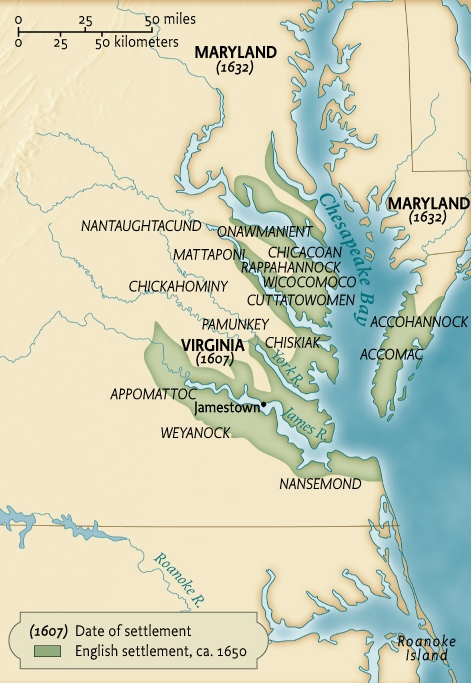 0 25 50 miles
0 25 50 kilometers
MARYLAND
(1632)
MARYLAND
(1632)
Chesapeake Bay
NANTAUGHTACUND
ONAWMANIENT
MATTAPONI
CHICACOAN
RAPPAHANNOCK
CHICKAHOMINY
WICOCOMOCO
CUTTATOWOMEN
PAMUNKEY
ACCOHANNOCK
CHISKIAK
VIRGINIA
(1607)
York R.
ACCOMAC
APPOMATTOC
Jamestown
James R.
WEYANOCK
NANSEMOND
Roanoke R.
(1607) Date of settlement
English settlement, ca. 1650
Roanoke
Island